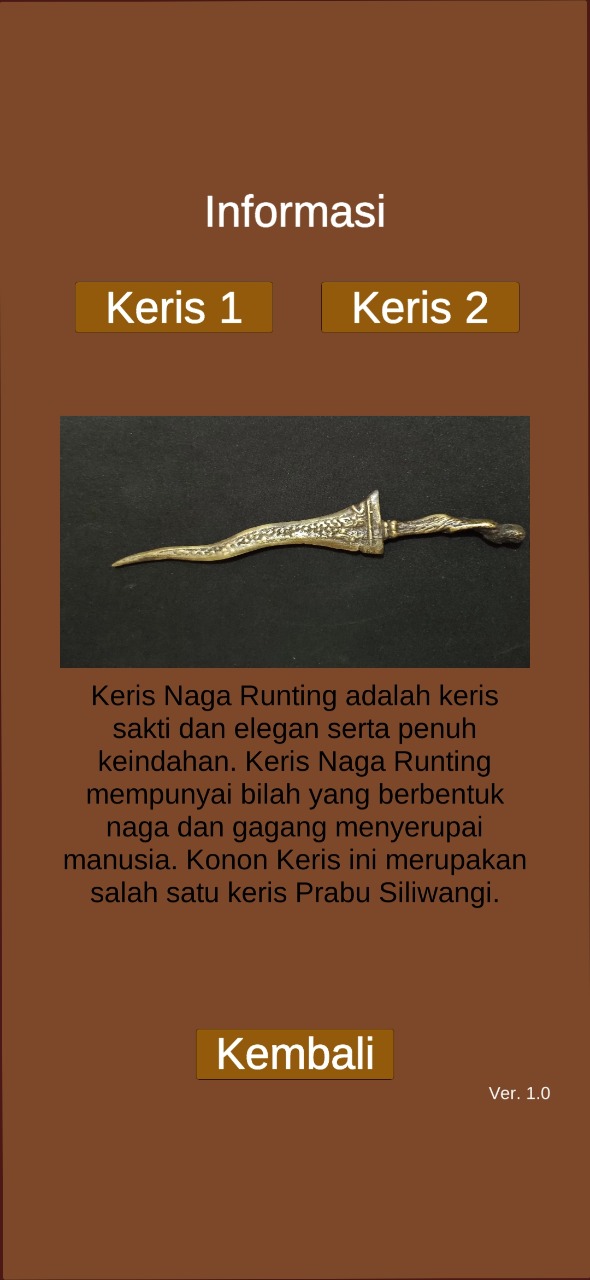 Informasi
Keris 1
Keris 2
Keris Naga Runting adalah keris
sakti dan elegan serta penuh
keindahan. Keris Naga Runting
mempunyai bilah yang berbentuk
naga dan gagang menyerupai
manusia. Konon Keris ini merupakan
salah satu keris Prabu Siliwangi.
Kembali
Ver. 1.0